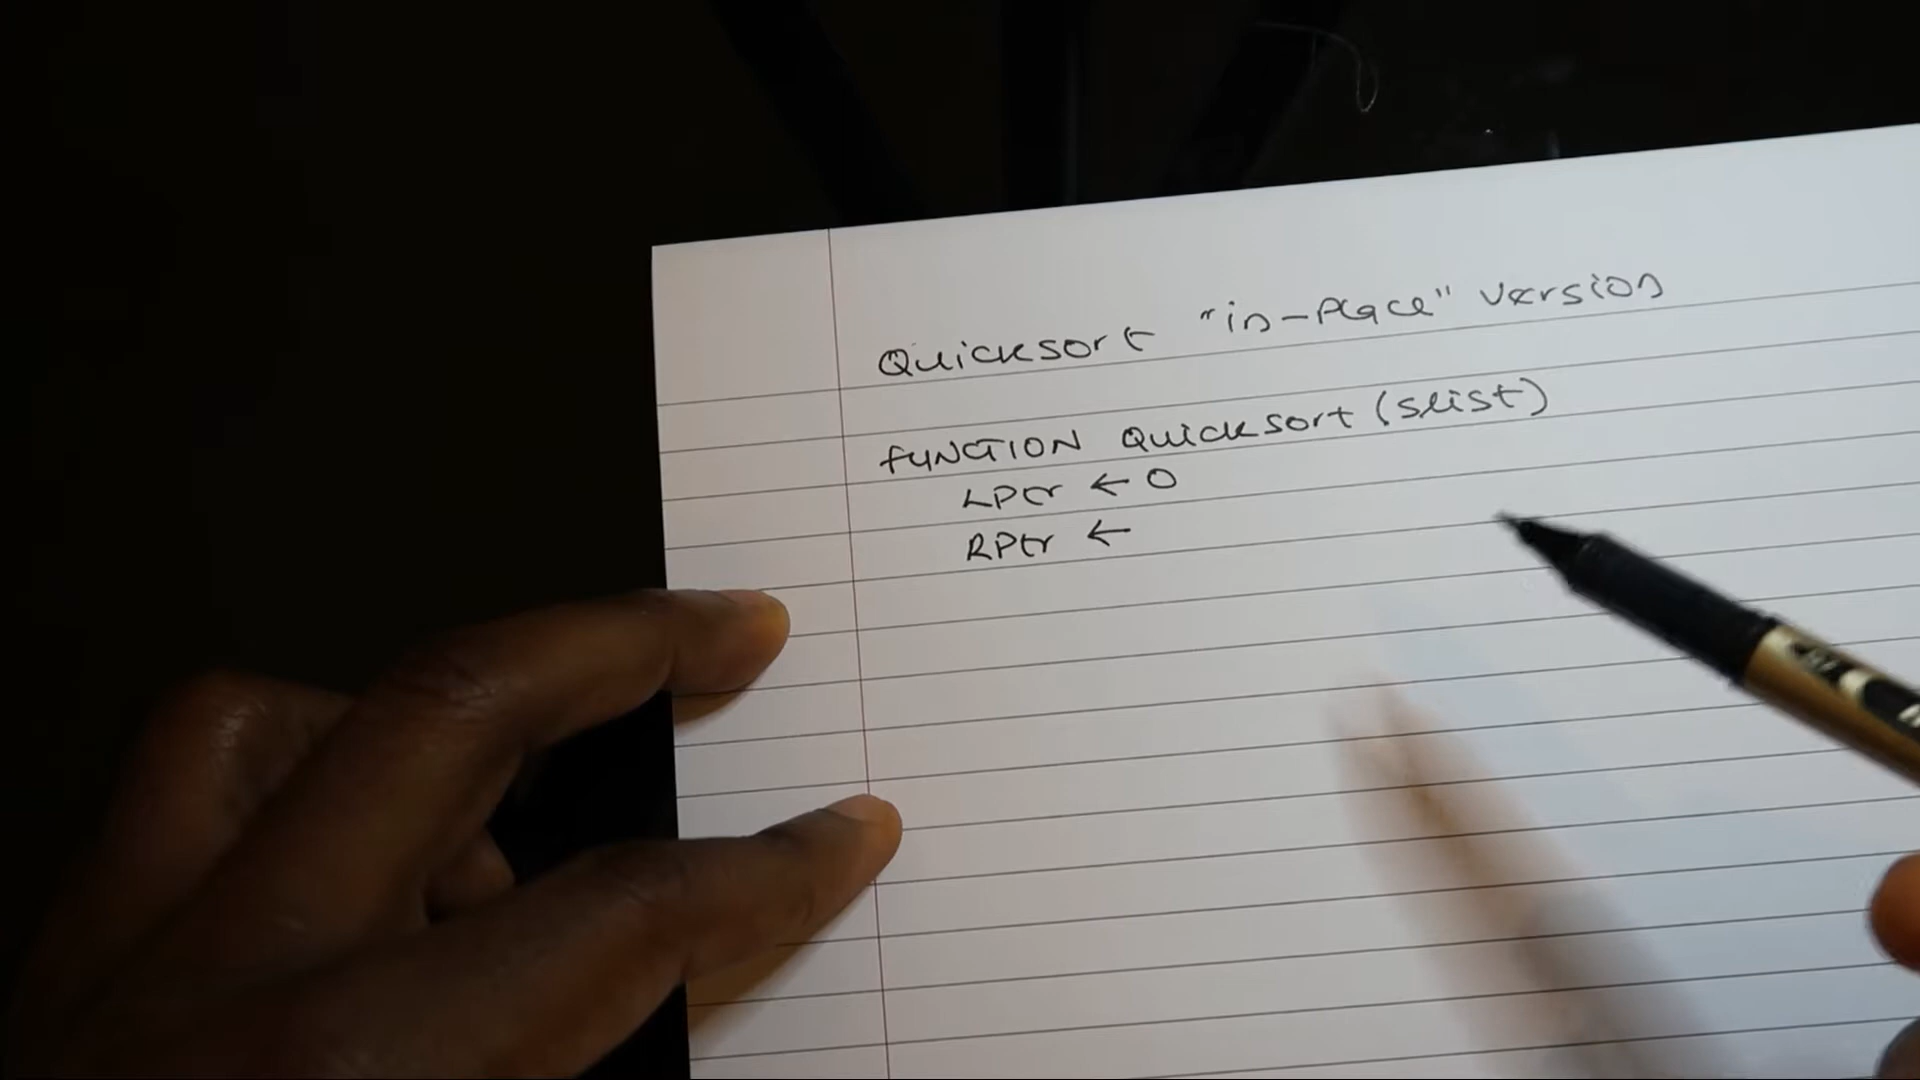 Quicksort "in-place" version
FUNCTION Quicksort (slist)
LPtr ← 0
RPtr ←